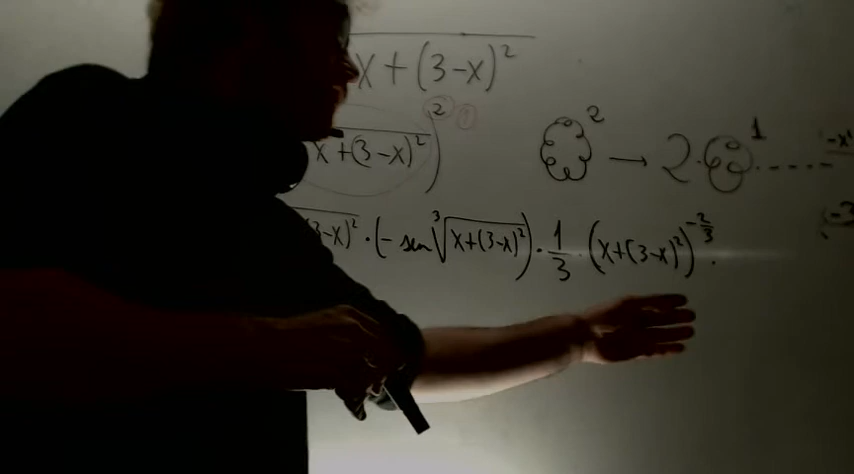 x + (3-x)²
x + (3-x)² )² ①
²  → 2 · ¹ ·····
(3-x)² · (- sen ∛(x+(3-x)²)) · 1/3 · (x+(3-x)²)^(-2/3) ·